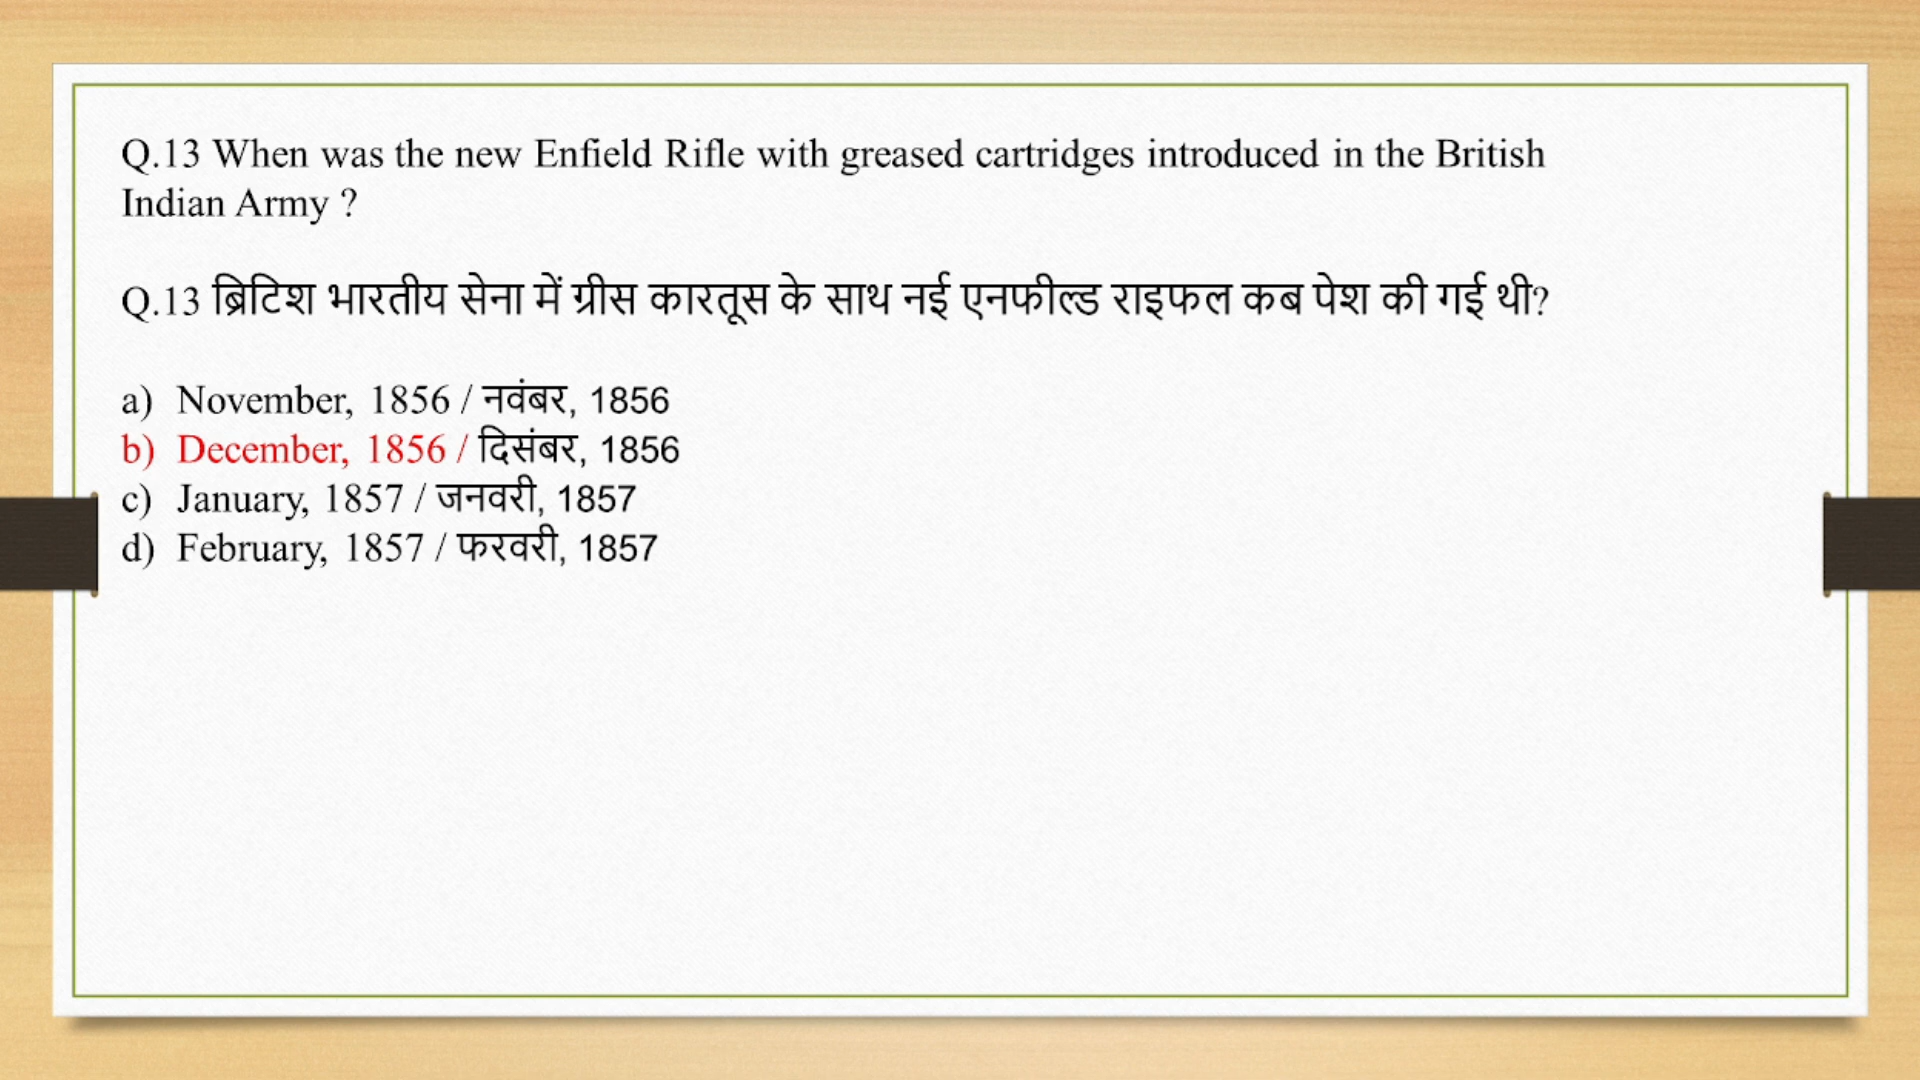 Q.13 When was the new Enfield Rifle with greased cartridges introduced in the British
Indian Army ?
Q.13 ब्रिटिश भारतीय सेना में ग्रीस कारतूस के साथ नई एनफील्ड राइफल कब पेश की गई थी?
a) November, 1856 / नवंबर, 1856
b) December, 1856 / दिसंबर, 1856
c) January, 1857 / जनवरी, 1857
d) February, 1857 / फरवरी, 1857